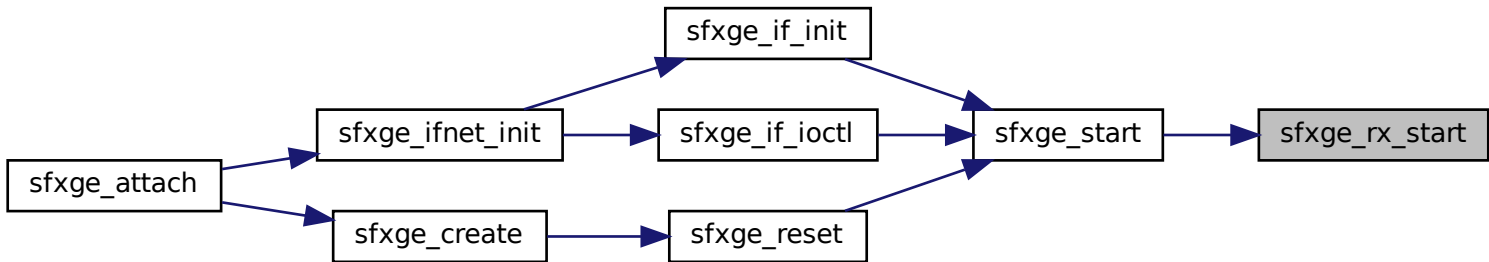 sfxge_if_init
sfxge_ifnet_init
sfxge_if_ioctl
sfxge_start
sfxge_rx_start
sfxge_attach
sfxge_create
sfxge_reset